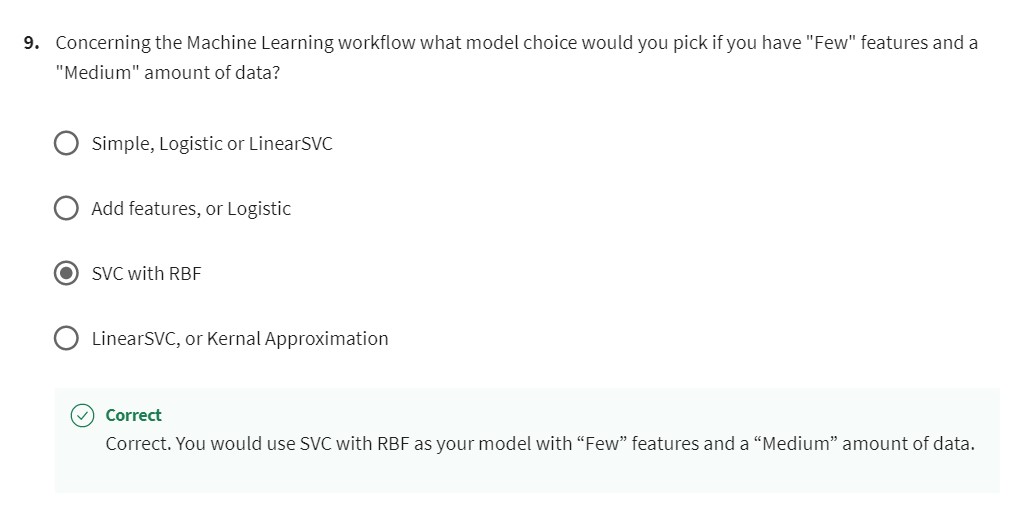 9. Concerning the Machine Learning workflow what model choice would you pick if you have "Few" features and a
"Medium" amount of data?
Simple, Logistic or LinearSVC
Add features, or Logistic
SVC with RBF
LinearSVC, or Kernal Approximation
Correct
Correct. You would use SVC with RBF as your model with “Few” features and a “Medium” amount of data.